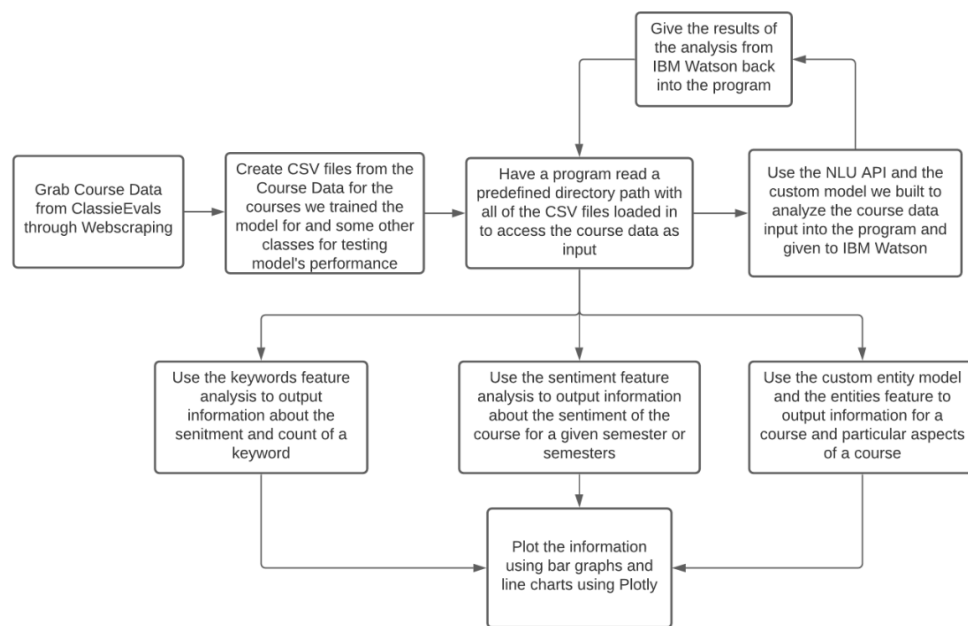 Give the results of
the analysis from
IBM Watson back
into the program
Grab Course Data
from ClassieEvals
through Webscraping
Create CSV files from the
Course Data for the
courses we trained the
model for and some other
classes for testing
model's performance
Have a program read a
predefined directory path with
all of the CSV files loaded in
to access the course data as
input
Use the NLU API and the
custom model we built to
analyze the course data
input into the program and
given to IBM Watson
Use the keywords feature
analysis to output
information about the
senitment and count of a
keyword
Use the sentiment feature
analysis to output information
about the sentiment of the
course for a given semester or
semesters
Use the custom entity model
and the entities feature to
output information for a
course and particular aspects
of a course
Plot the information
using bar graphs and
line charts using Plotly